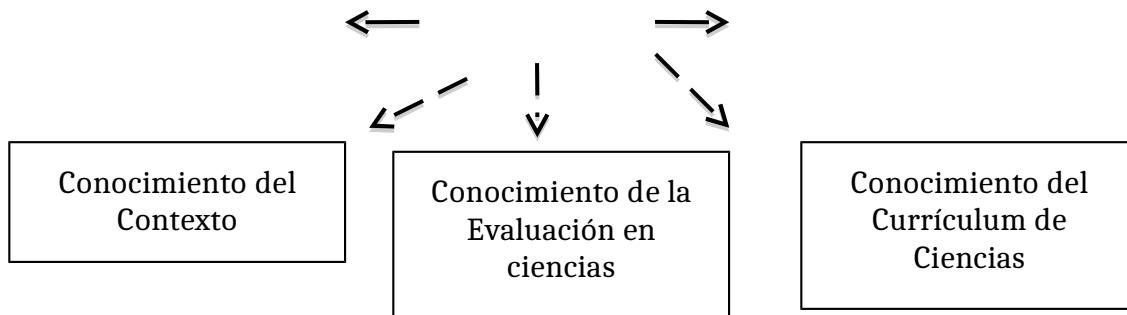 Conocimiento del
Contexto
Conocimiento de la
Evaluación en
ciencias
Conocimiento del
Currículum de
Ciencias